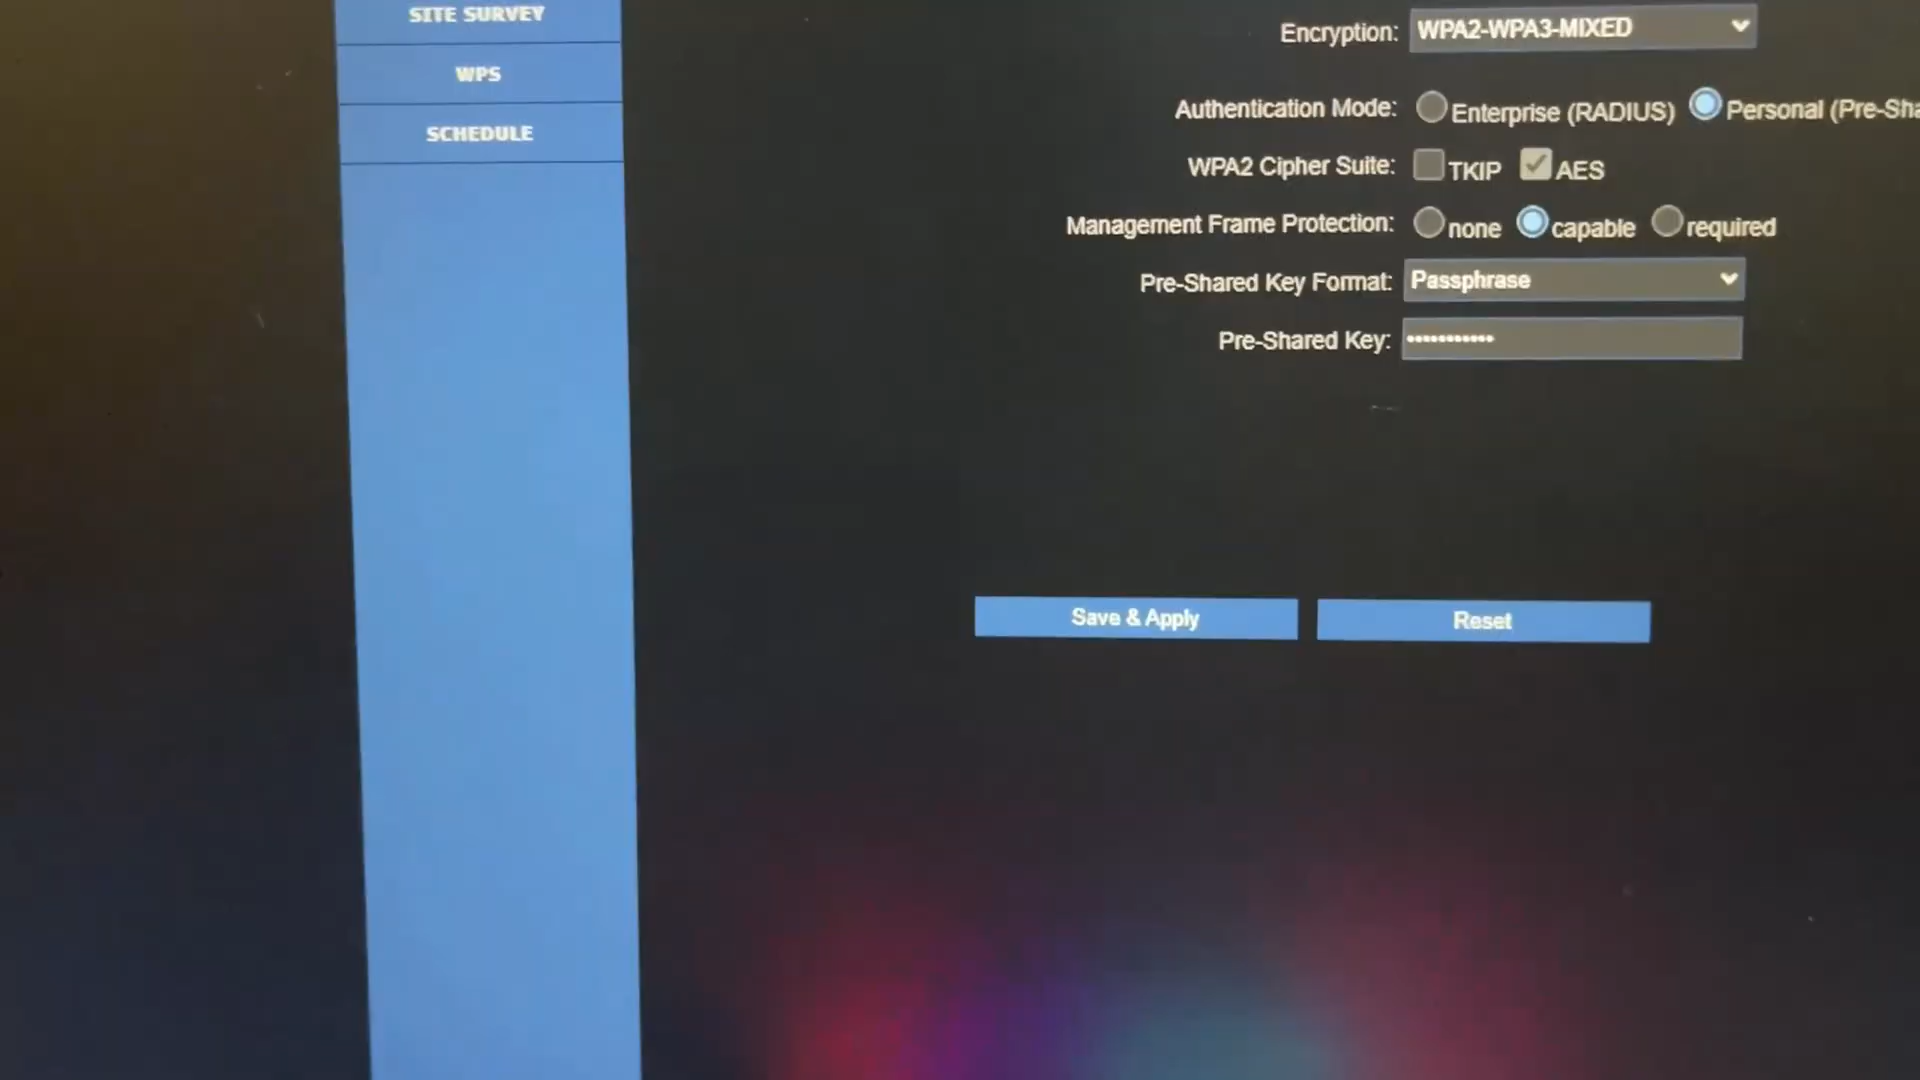 SITE SURVEY
WPS
SCHEDULE
Encryption: WPA2-WPA3-MIXED
Authentication Mode: Enterprise (RADIUS) Personal (Pre-Sha
WPA2 Cipher Suite: TKIP AES
Management Frame Protection: none capable required
Pre-Shared Key Format: Passphrase
Pre-Shared Key: •••••••••••
Save & Apply Reset